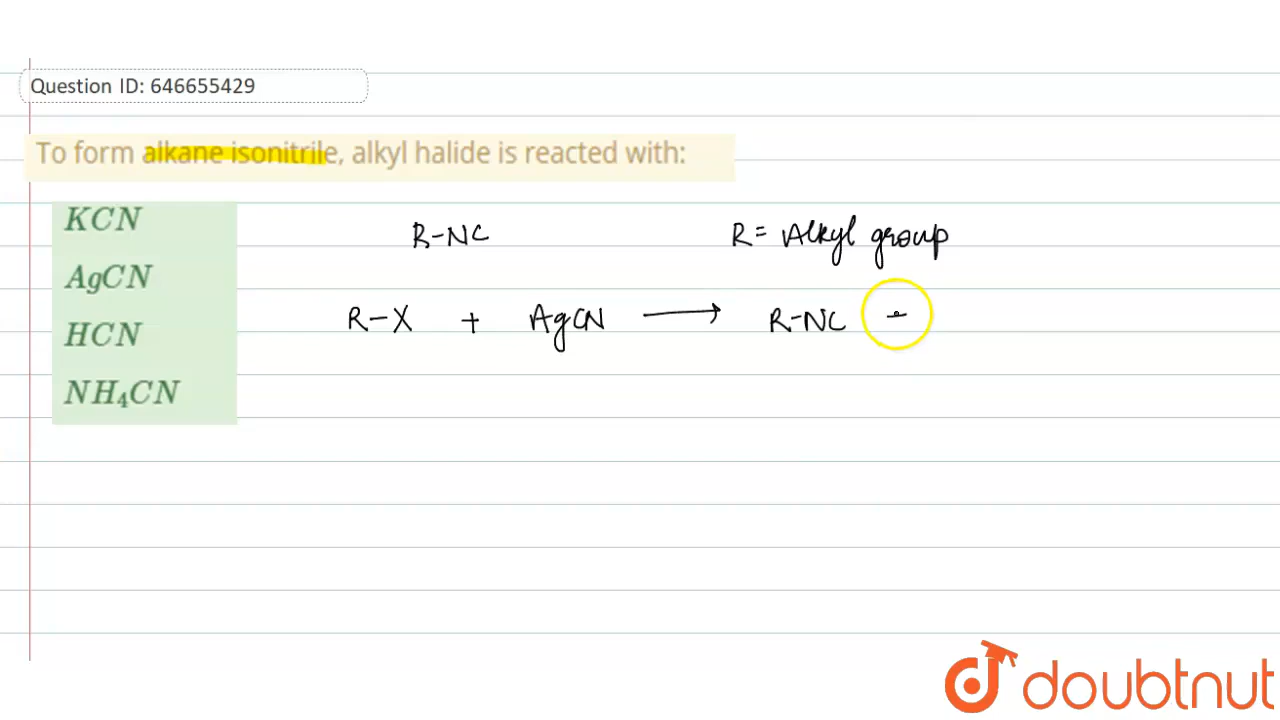 Question ID: 646655429
To form alkane isonitrile, alkyl halide is reacted with:
KCN
AgCN
HCN
NH₄CN
R-NC
R= Alkyl group
R-X + AgCN → R-NC +
doubtnut